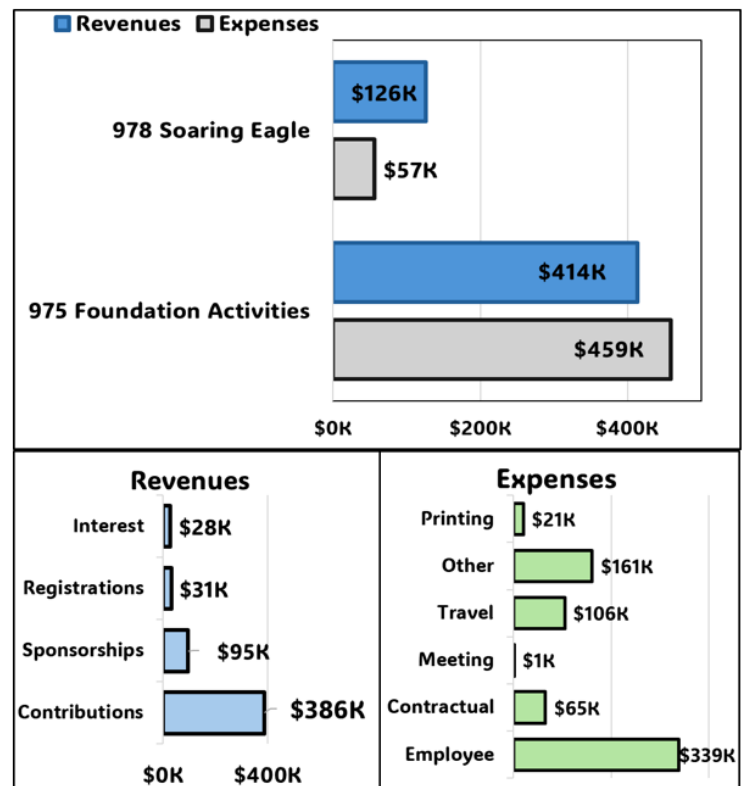 Revenues Expenses
978 Soaring Eagle
$126K
$57K
975 Foundation Activities
$414K
$459K
$0K $200K $400K
Revenues
Interest $28K
Registrations $31K
Sponsorships $95K
Contributions $386K
$0K $400K
Expenses
Printing $21K
Other $161K
Travel $106K
Meeting $1K
Contractual $65K
Employee $339K